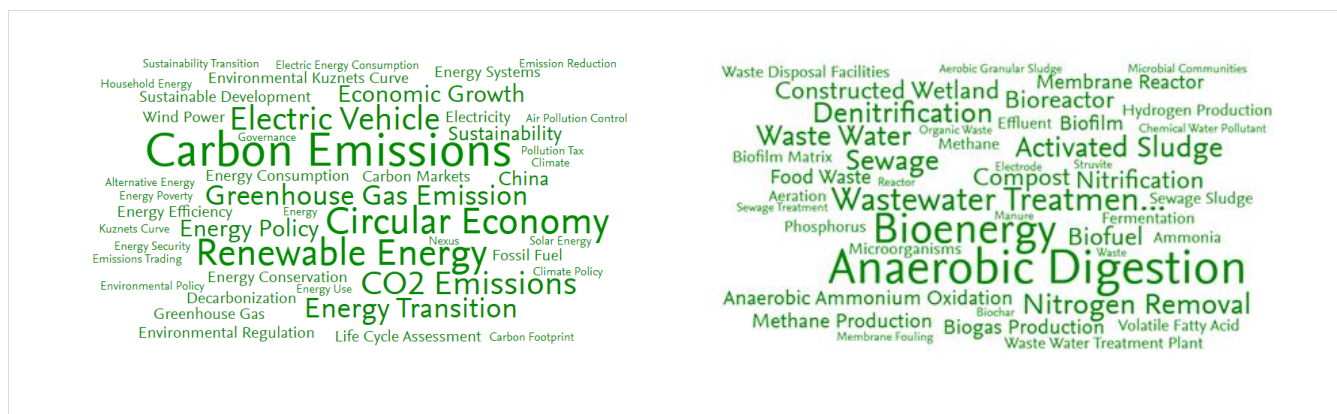 Sustainability Transition
Electric Energy Consumption
Emission Reduction
Household Energy
Environmental Kuznets Curve
Energy Systems
Sustainable Development
Economic Growth
Wind Power
Electric Vehicle
Electricity
Air Pollution Control
Governance
Sustainability
Carbon Emissions
Pollution Tax
Climate
Energy Consumption
Carbon Markets
China
Alternative Energy
Energy Poverty
Greenhouse Gas Emission
Energy Efficiency
Energy
Circular Economy
Kuznets Curve
Energy Policy
Energy Security
Renewable Energy
Nexus
Solar Energy
Emissions Trading
Fossil Fuel
Energy Conservation
CO2 Emissions
Climate Policy
Environmental Policy
Energy Use
Decarbonization
Energy Transition
Greenhouse Gas
Environmental Regulation
Life Cycle Assessment
Carbon Footprint
Waste Disposal Facilities
Aerobic Granular Sludge
Microbial Communities
Constructed Wetland
Membrane Reactor
Denitrification
Bioreactor
Hydrogen Production
Waste Water
Organic Waste
Effluent
Biofilm
Chemical Water Pollutant
Methane
Activated Sludge
Biofilm Matrix
Sewage
Electrode
Struvite
Food Waste
Reactor
Compost
Nitrification
Aeration
Wastewater Treatmen...
Sewage Sludge
Sewage Treatment
Manure
Fermentation
Phosphorus
Bioenergy
Biofuel
Ammonia
Microorganisms
Waste
Anaerobic Digestion
Anaerobic Ammonium Oxidation
Biochar
Nitrogen Removal
Methane Production
Biogas Production
Volatile Fatty Acid
Membrane Fouling
Waste Water Treatment Plant